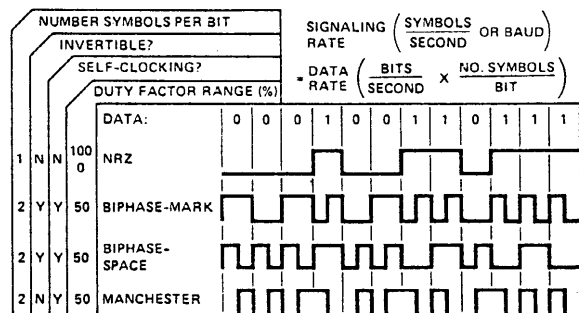 NUMBER SYMBOLS PER BIT
INVERTIBLE?
SELF-CLOCKING?
DUTY FACTOR RANGE (%)
SIGNALING RATE (SYMBOLS / SECOND OR BAUD)
= DATA RATE (BITS / SECOND X NO. SYMBOLS / BIT)
DATA: 0 0 0 1 0 0 1 1 0 1 1 1
1 N N 100 0 NRZ
2 Y Y 50 BIPHASE-MARK
2 Y Y 50 BIPHASE-
SPACE
2 N Y 50 MANCHESTER